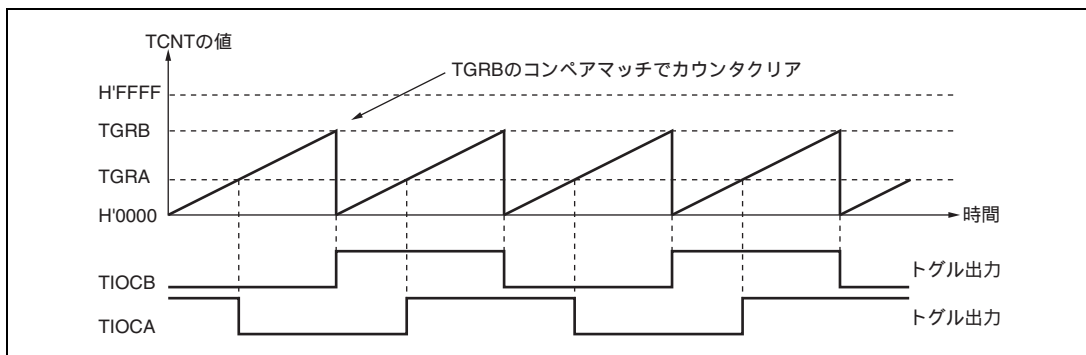 TCNTの値
TGRBのコンペアマッチでカウンタクリア
H'FFFF
TGRB
TGRA
H'0000
時間
TIOCB
トグル出力
TIOCA
トグル出力